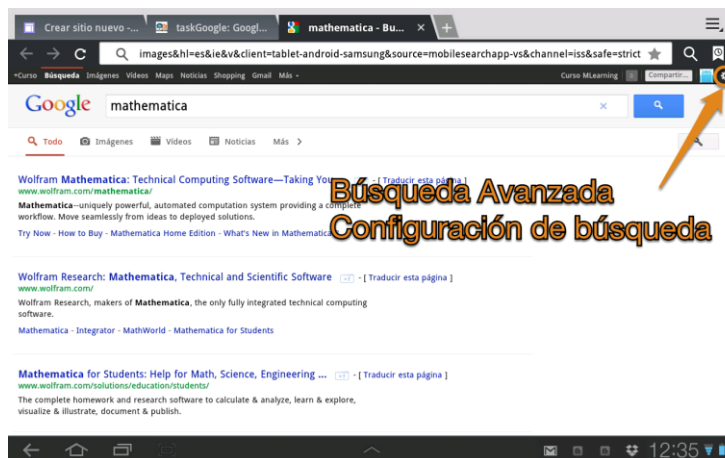 Crear sitio nuevo -...
taskGoogle: Googl...
mathematica - Bu...
images&hl=es&ie&v&client=tablet-android-samsung&source=mobilesearchapp-vs&channel=iss&safe=strict
+Curso Búsqueda Imágenes Vídeos Maps Noticias Shopping Gmail Más
Curso MLearning Compartir...
Google mathematica
Todo Imágenes Vídeos Noticias Más
Wolfram Mathematica: Technical Computing Software—Taking You - [ Traducir esta página ]
www.wolfram.com/mathematica/
Mathematica--uniquely powerful, automated computation system providing a complete
workflow. Move seamlessly from ideas to deployed solutions.
Try Now - How to Buy - Mathematica Home Edition - What's New in Mathematica
Búsqueda Avanzada
Configuración de búsqueda
Wolfram Research: Mathematica, Technical and Scientific Software - [ Traducir esta página ]
www.wolfram.com/
Wolfram Research, makers of Mathematica, the only fully integrated technical computing
software.
Mathematica - Integrator - MathWorld - Mathematica for Students
Mathematica for Students: Help for Math, Science, Engineering ... +1 - [ Traducir esta página ]
www.wolfram.com/solutions/education/students/
The complete homework and research software to calculate & analyze, learn & explore,
visualize & illustrate, document & publish.
12:35